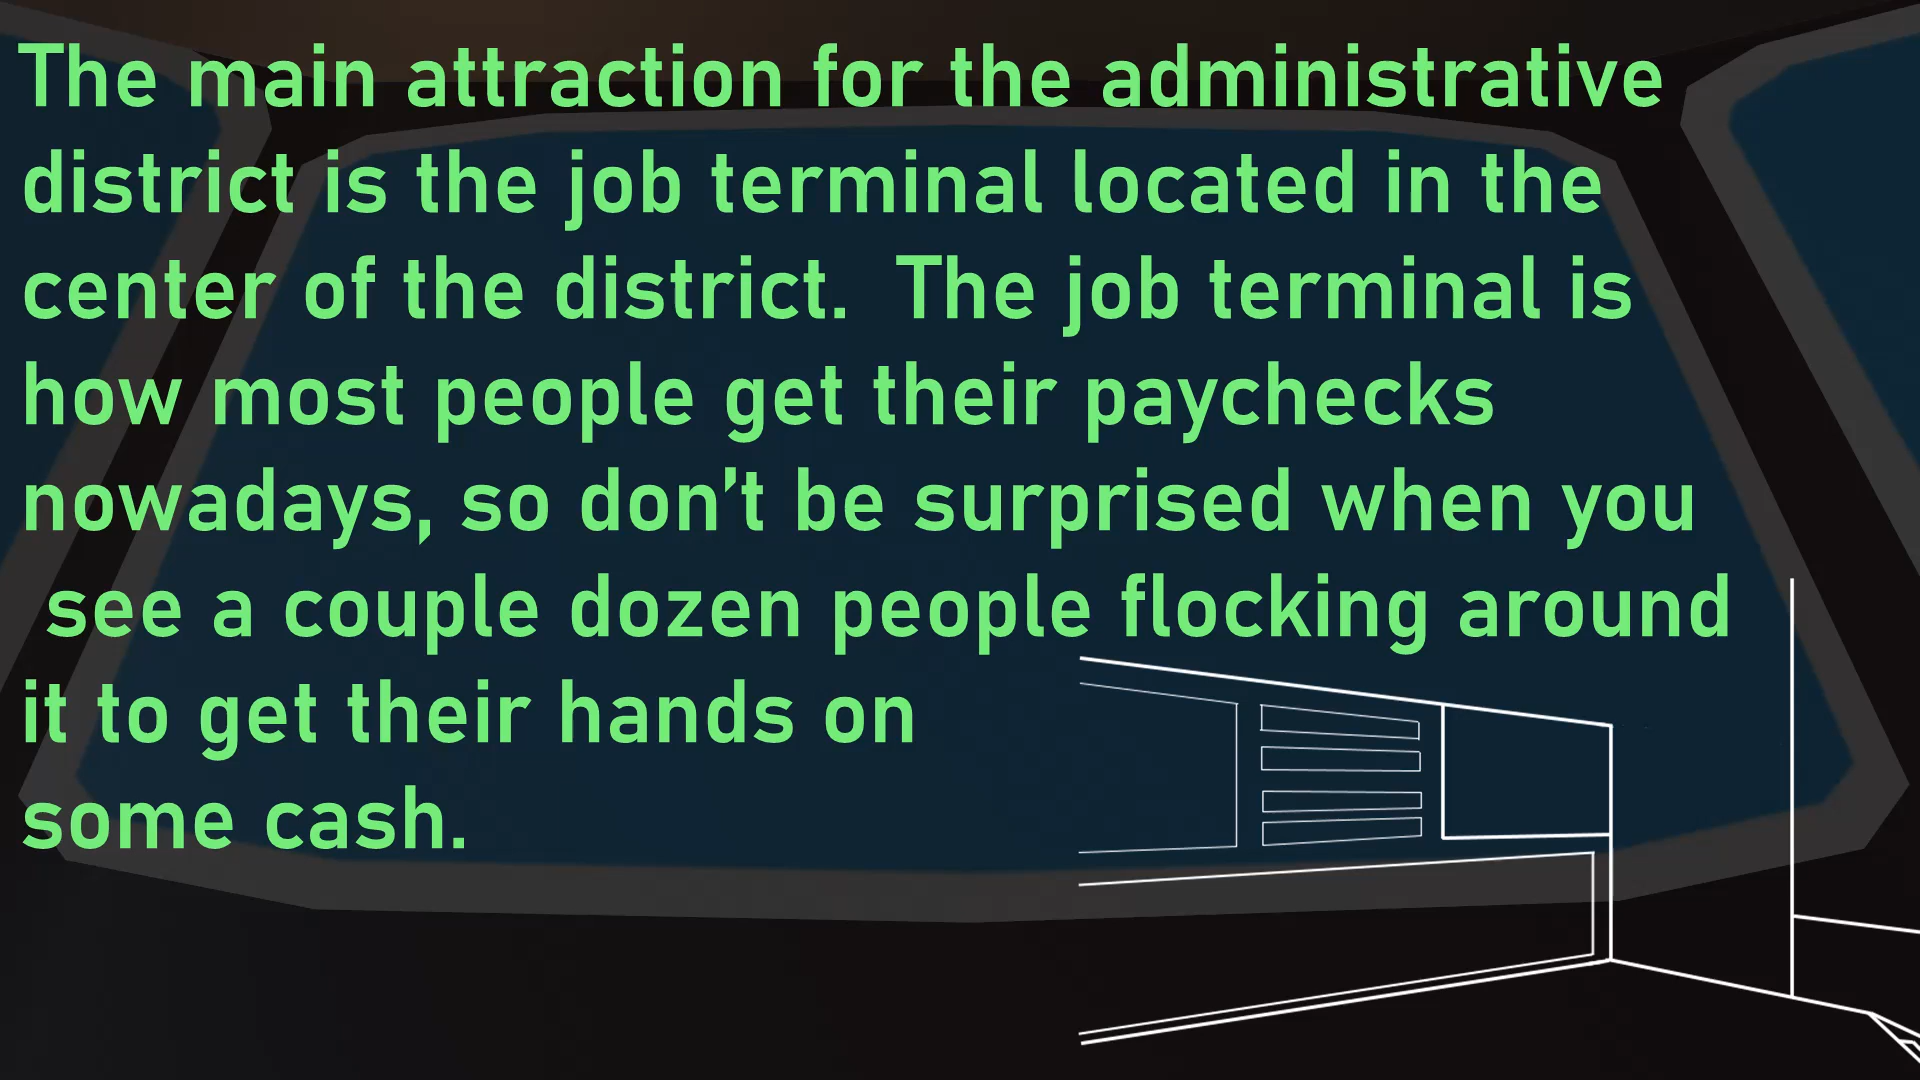 The main attraction for the administrative
district is the job terminal located in the
center of the district.  The job terminal is
how most people get their paychecks
nowadays, so don't be surprised when you
see a couple dozen people flocking around
it to get their hands on
some cash.